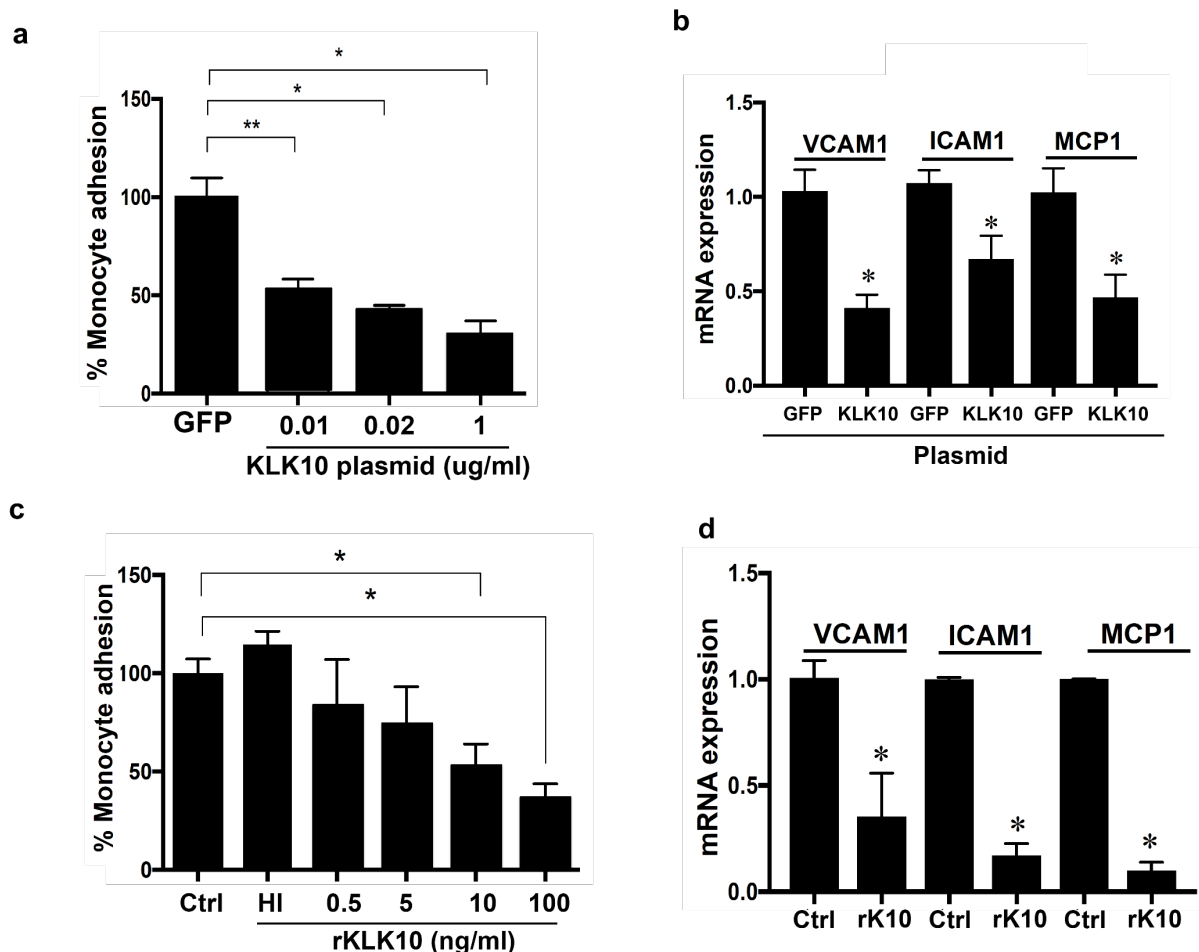 a
% Monocyte adhesion
150
100
50
0
*
*
**
GFP
0.01 0.02 1
KLK10 plasmid (ug/ml)
b
mRNA expression
1.5
1.0
0.5
0.0
VCAM1 ICAM1 MCP1
* * *
GFP KLK10 GFP KLK10 GFP KLK10
Plasmid
c
% Monocyte adhesion
150
100
50
0
*
*
Ctrl HI 0.5 5 10 100
rKLK10 (ng/ml)
d
mRNA expression
1.5
1.0
0.5
0.0
VCAM1 ICAM1 MCP1
* * *
Ctrl rK10 Ctrl rK10 Ctrl rK10